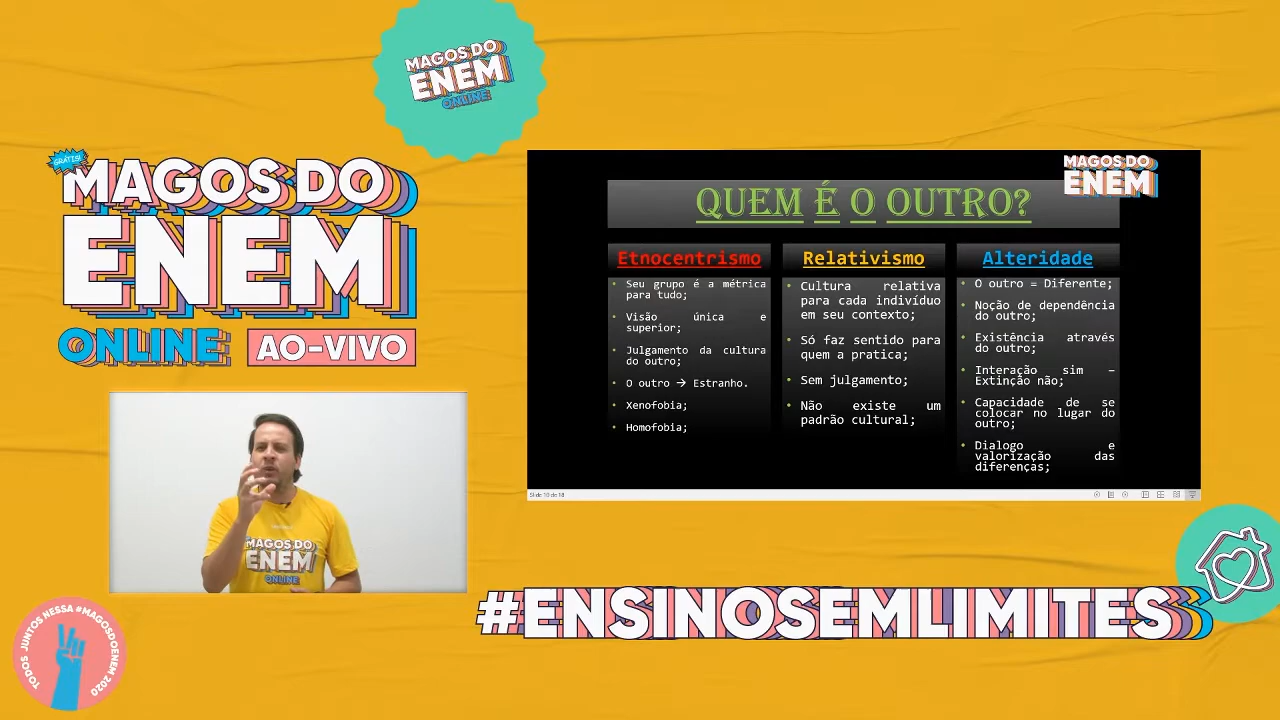 MAGOS DO
ENEM
ONLINE
GRÁTIS!
MAGOS DO
ENEM
ONLINE
AO-VIVO
MAGOS DO
ENEM
QUEM É O OUTRO?
Etnocentrismo
Seu grupo é a métrica
para tudo;
Visão única e
superior;
Julgamento da cultura
do outro;
O outro → Estranho.
Xenofobia;
Homofobia;
Relativismo
Cultura relativa
para cada indivíduo
em seu contexto;
Só faz sentido para
quem a pratica;
Sem julgamento;
Não existe um
padrão cultural;
Alteridade
O outro = Diferente;
Noção de dependência
do outro;
Existência através
do outro;
Interação sim –
Extinção não;
Capacidade de se
colocar no lugar do
outro;
Dialogo e
valorização das
diferenças;
MAGOS DO
ENEM
ONLINE
#ENSINOSEMLIMITES
TODOS JUNTOS NESSA #MAGOSDOENEM 2020